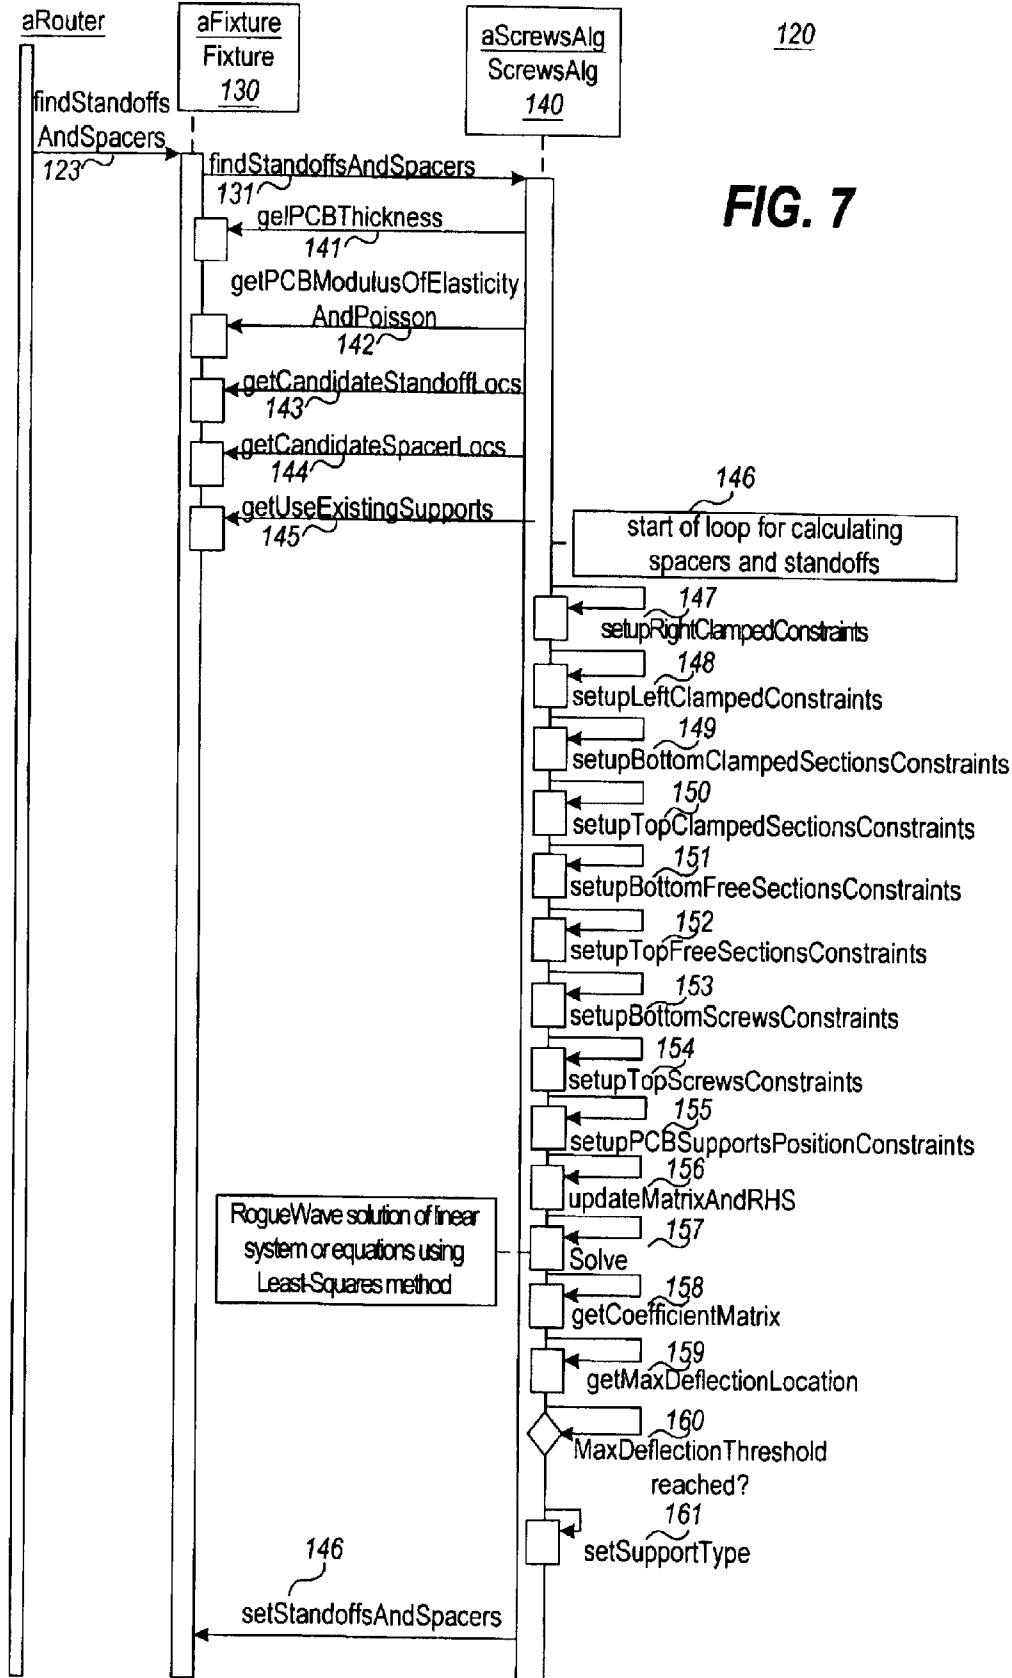 aRouter
aFixture
Fixture
130
aScrewsAlg
ScrewsAlg
140
120
FIG. 7
findStandoffs
AndSpacers
123
findStandoffsAndSpacers
131
gelPCBThickness
141
getPCBModutusOfElasticity
AndPoisson
142
getCandidateStandoffLocs
143
getCandidateSpacerLocs
144
getUseExistingSupports
145
146
start of loop for calculating
spacers and standoffs
147
setupRightClampedConstraints
148
setupLeftClampedConstraints
149
setupBottomClampedSectionsConstraints
150
setupTopClampedSectionsConstraints
151
setupBottomFreeSectionsConstraints
152
setupTopFreeSectionsConstraints
153
setupBottomScrewsConstraints
154
setupTopScrewsConstraints
155
setupPCBSupportsPositionConstraints
156
updateMatrixAndRHS
RogueWave solution of linear
system or equations using
Least-Squares method
157
Solve
158
getCoefficientMatrix
159
getMaxDeflectionLocation
160
MaxDeflectionThreshold
reached?
161
setSupportType
146
setStandoffsAndSpacers